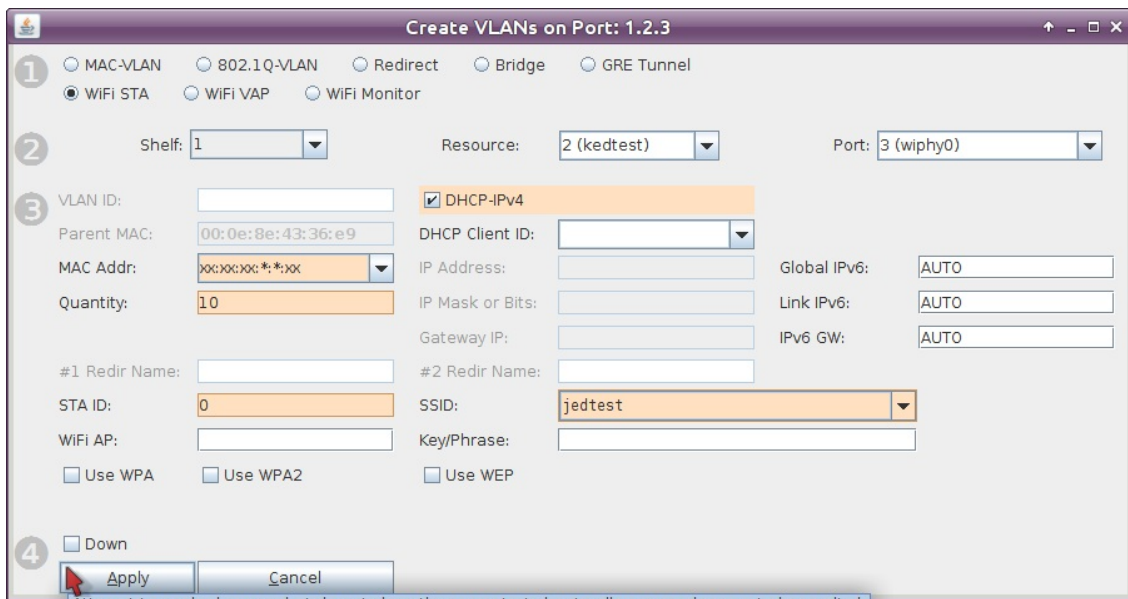 Create VLANs on Port: 1.2.3
1
MAC-VLAN 802.1Q-VLAN Redirect Bridge GRE Tunnel
WiFi STA WiFi VAP WiFi Monitor
2
Shelf: 1 Resource: 2 (kedtest) Port: 3 (wiphy0)
3
VLAN ID: DHCP-IPv4
Parent MAC: 00:0e:8e:43:36:e9 DHCP Client ID:
MAC Addr: xx:xx:xx:*:*:xx IP Address: Global IPv6: AUTO
Quantity: 10 IP Mask or Bits: Link IPv6: AUTO
Gateway IP: IPv6 GW: AUTO
#1 Redir Name: #2 Redir Name:
STA ID: 0 SSID: jedtest
WiFi AP: Key/Phrase:
Use WPA Use WPA2 Use WEP
4
Down
Apply Cancel